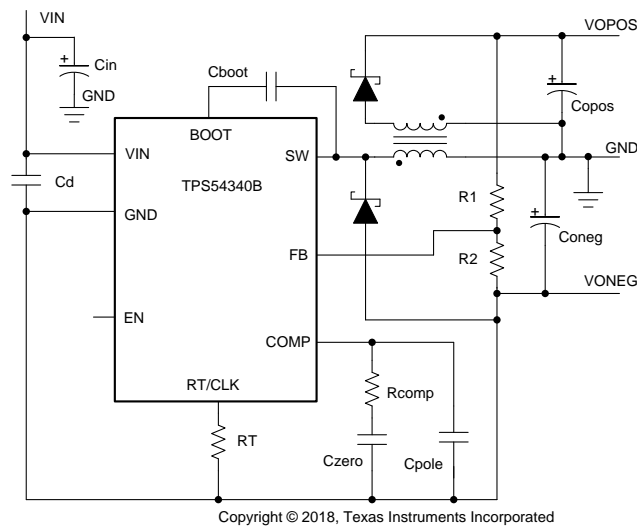 VIN
VOPOS
Cin
+
GND
Cboot
+
Copos
BOOT
GND
VIN
SW
Cd
TPS54340B
R1
GND
+
Coneg
FB
R2
VONEG
EN
COMP
RT/CLK
Rcomp
RT
Czero
Cpole
Copyright © 2018, Texas Instruments Incorporated